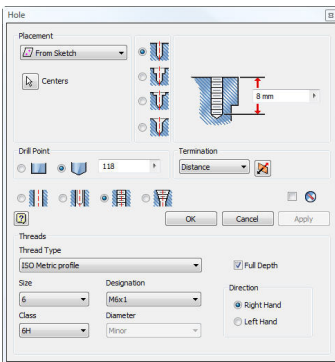 Hole
Placement
From Sketch
Centers
8 mm
Drill Point
118
Termination
Distance
OK Cancel Apply
Threads
Thread Type
ISO Metric profile
Full Depth
Size Designation
6 M6x1
Direction
Right Hand
Class Diameter
6H Minor
Left Hand